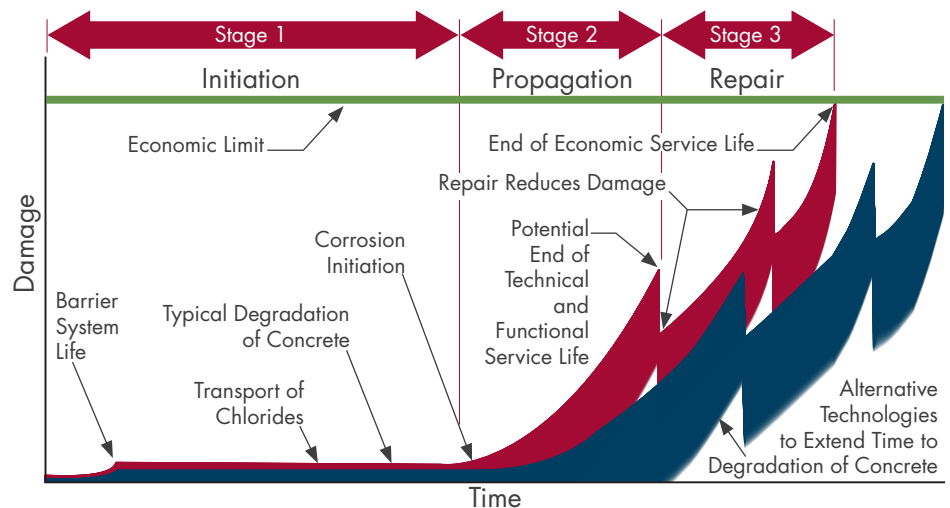 Stage 1
Stage 2
Stage 3
Initiation
Propagation
Repair
Economic Limit
End of Economic Service Life
Repair Reduces Damage
Potential
End of
Technical
and
Functional
Service Life
Corrosion
Initiation
Barrier
System
Life
Typical Degradation
of Concrete
Transport of
Chlorides
Alternative
Technologies
to Extend Time to
Degradation of Concrete
Damage
Time